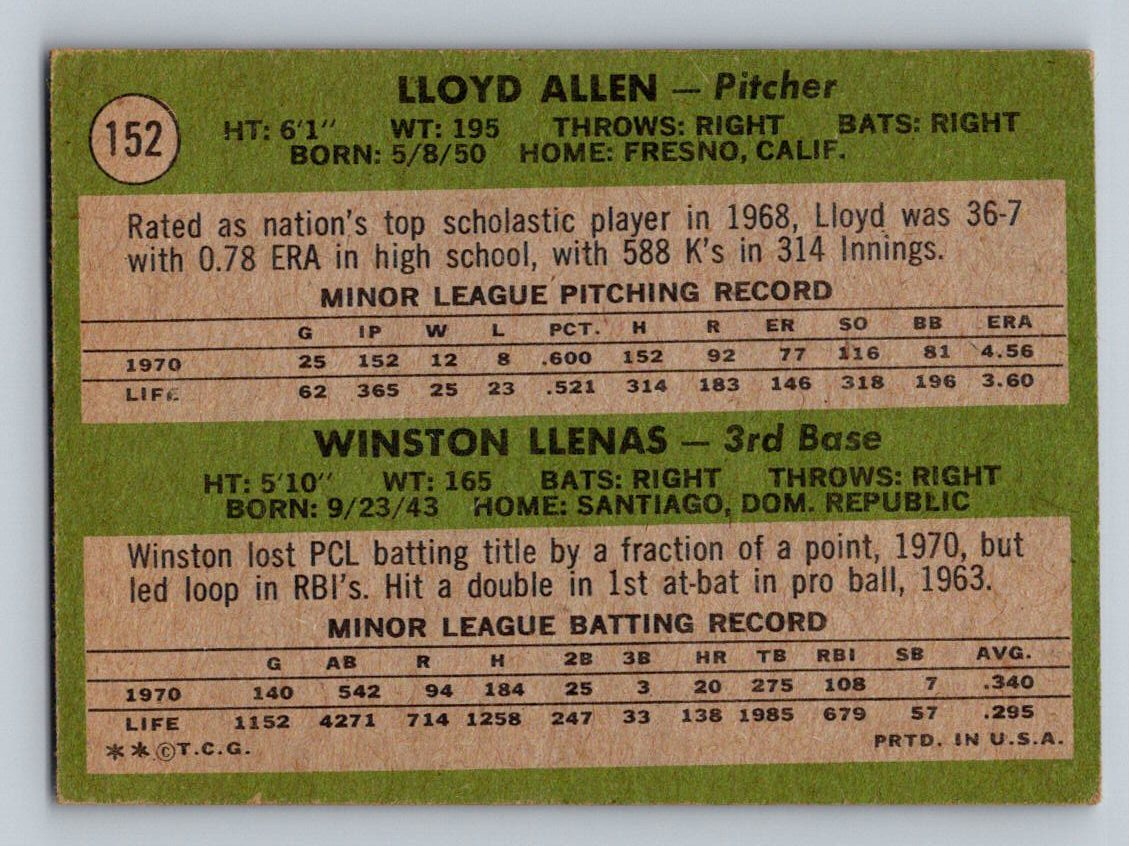 152
LLOYD ALLEN — Pitcher
HT: 6'1" WT: 195 THROWS: RIGHT BATS: RIGHT
BORN: 5/8/50 HOME: FRESNO, CALIF.
Rated as nation's top scholastic player in 1968, Lloyd was 36-7
with 0.78 ERA in high school, with 588 K's in 314 Innings.
MINOR LEAGUE PITCHING RECORD
G IP W L PCT. H R ER SO BB ERA
1970 25 152 12 8 .600 152 92 77 116 81 4.56
LIFE 62 365 25 23 .521 314 183 146 318 196 3.60
WINSTON LLENAS — 3rd Base
HT: 5'10" WT: 165 BATS: RIGHT THROWS: RIGHT
BORN: 9/23/43 HOME: SANTIAGO, DOM. REPUBLIC
Winston lost PCL batting title by a fraction of a point, 1970, but
led loop in RBI's. Hit a double in 1st at-bat in pro ball, 1963.
MINOR LEAGUE BATTING RECORD
G AB R H 2B 3B HR TB RBI SB AVG.
1970 140 542 94 184 25 3 20 275 108 7 .340
LIFE 1152 4271 714 1258 247 33 138 1985 679 57 .295
**©T.C.G. PRTD. IN U.S.A.